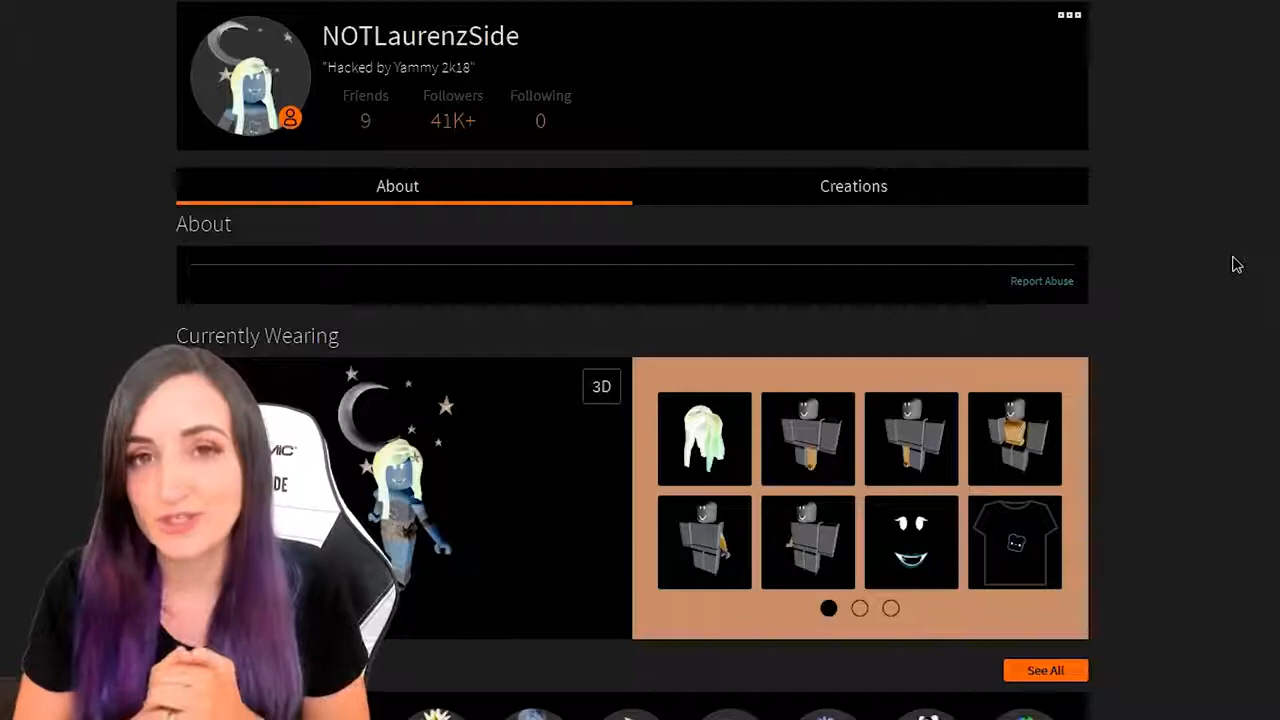 NOTLaurenzSide
"Hacked by Yammy 2k18"
Friends Followers Following
9 41K+ 0
About Creations
About
Report Abuse
Currently Wearing
3D
See All